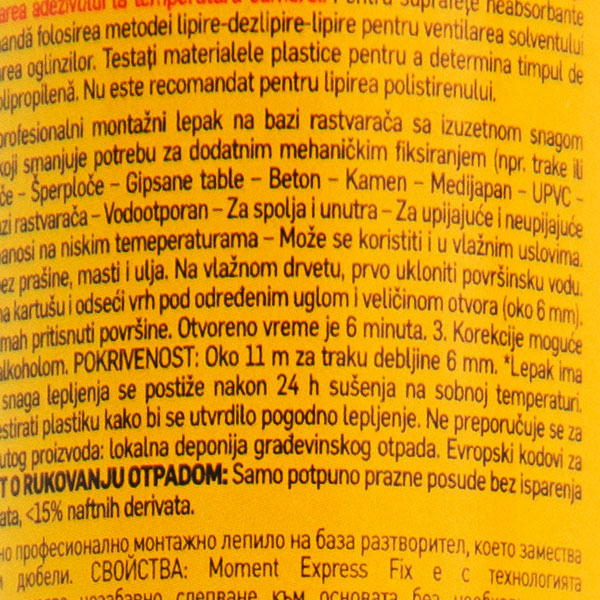 area adezivului la temperatura camerei. Pentru suprafețe neabsorbante
mandă folosirea metodei lipire-dezlipire-lipire pentru ventilarea solventului
area oglinzilor. Testați materialele plastice pentru a determina timpul de
olipropilenă. Nu este recomandat pentru lipirea polistirenului.
profesionalni montažni lepak na bazi rastvarača sa izuzetnom snagom
koji smanjuje potrebu za dodatnim mehaničkim fiksiranjem (npr. trake ili
če – Šperploče – Gipsane table – Beton – Kamen – Medijapan – UPVC –
zi rastvarača – Vodootporan – Za spolja i unutra – Za upijajuće i neupijajuće
nanosi na niskim temeperaturama – Može se koristiti i u vlažnim uslovima.
ez prašine, masti i ulja. Na vlažnom drvetu, prvo ukloniti površinsku vodu.
na kartušu i odseći vrh pod određenim uglom i veličinom otvora (oko 6 mm).
mah pritisnuti površine. Otvoreno vreme je 6 minuta. 3. Korekcije moguće
alkoholom. POKRIVENOST: Oko 11 m za traku debljine 6 mm. *Lepak ima
snaga lepljenja se postiže nakon 24 h sušenja na sobnoj temperaturi.
estirati plastiku kako bi se utvrdilo pogodno lepljenje. Ne preporučuje se za
utog proizvoda: lokalna deponija građevinskog otpada. Evropski kodovi za
T O RUKOVANJU OTPADOM: Samo potpuno prazne posude bez isparenja
ata, <15% naftnih derivata.
но професионално монтажно лепило на база разтворител, което замества
и дюбели. СВОЙСТВА: Moment Express Fix е с технологията
незабавно слепване към основата без